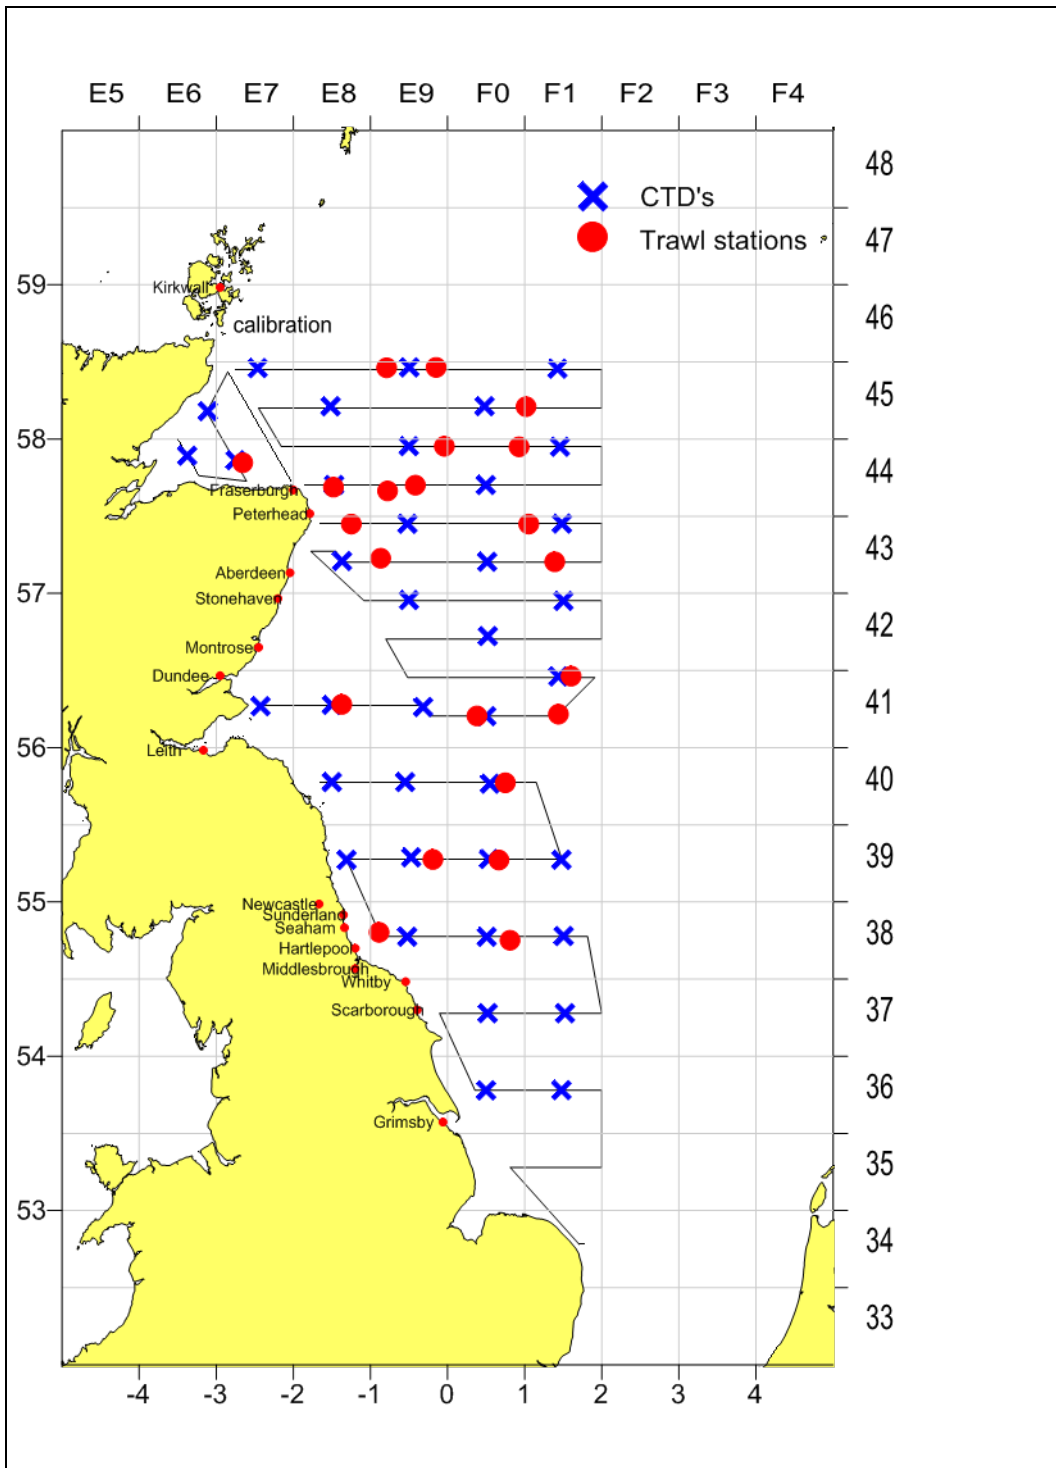 E5 E6 E7 E8 E9 F0 F1 F2 F3 F4
48
CTD's
Trawl stations
47
59
Kirkwall
46
calibration
45
58
44
Fraserburgh
Peterhead
43
Aberdeen
57
Stonehaven
42
Montrose
Dundee
41
56
Leith
40
39
55
Newcastle
Sunderland
Seaham
38
Hartlepool
Middlesbrough
Whitby
Scarborough
37
54
36
Grimsby
35
53
34
33
-4 -3 -2 -1 0 1 2 3 4